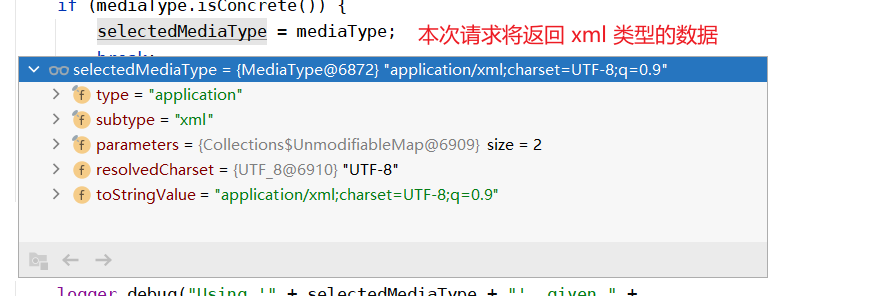 if (mediaType.isConcrete()) {
selectedMediaType = mediaType; 本次请求将返回 xml 类型的数据
selectedMediaType = {MediaType@6872} "application/xml;charset=UTF-8;q=0.9"
type = "application"
subtype = "xml"
parameters = {Collections$UnmodifiableMap@6909} size = 2
resolvedCharset = {UTF_8@6910} "UTF-8"
toStringValue = "application/xml;charset=UTF-8;q=0.9"
logger.debug("Using '" + selectedMediaType + "', given " +